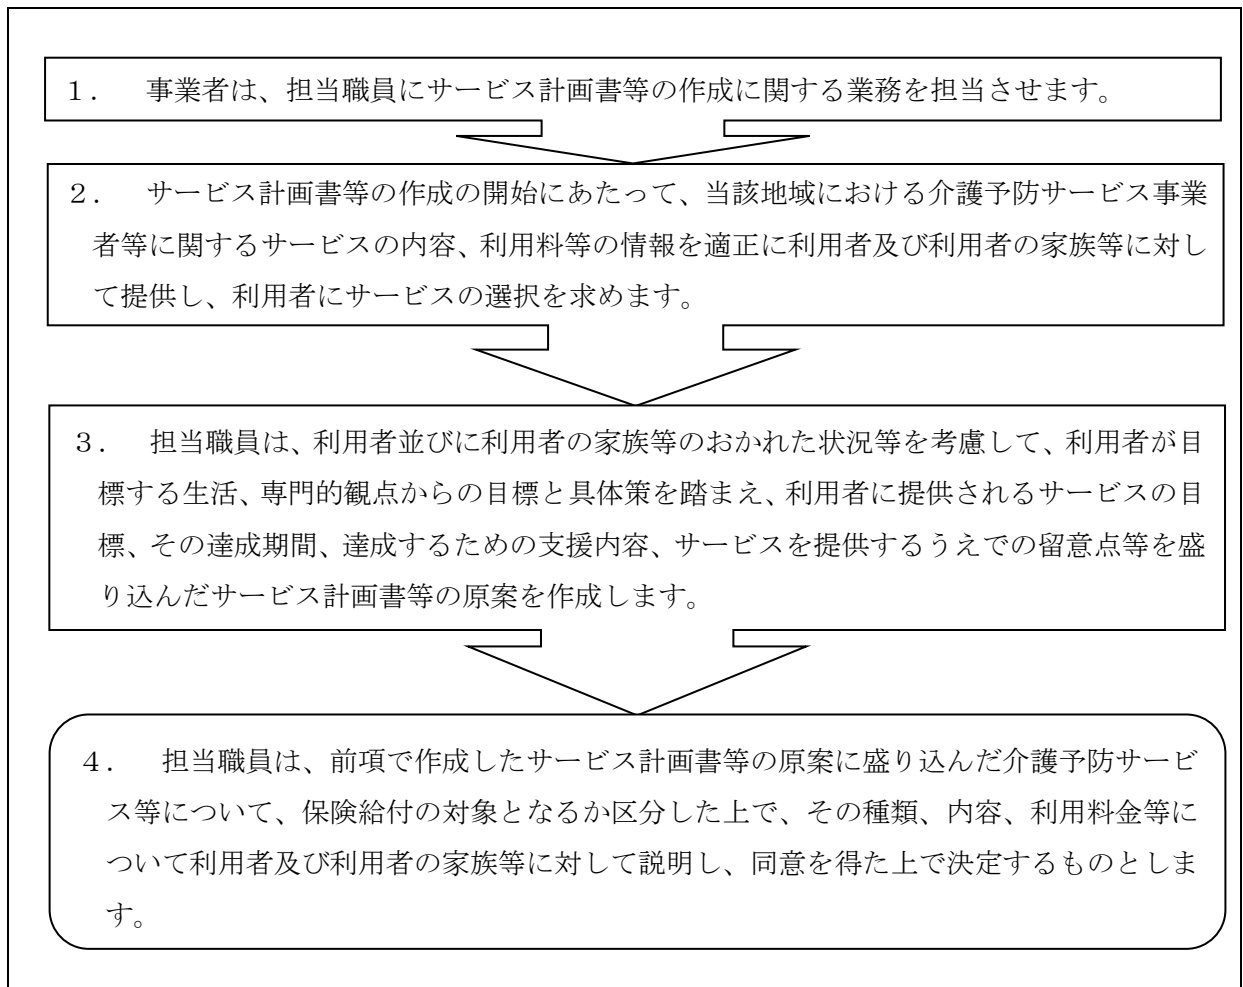 １．　事業者は、担当職員にサービス計画書等の作成に関する業務を担当させます。
２．　サービス計画書等の作成の開始にあたって、当該地域における介護予防サービス事業
者等に関するサービスの内容、利用料等の情報を適正に利用者及び利用者の家族等に対し
て提供し、利用者にサービスの選択を求めます。
３．　担当職員は、利用者並びに利用者の家族等のおかれた状況等を考慮して、利用者が目
標する生活、専門的観点からの目標と具体策を踏まえ、利用者に提供されるサービスの目
標、その達成期間、達成するための支援内容、サービスを提供するうえでの留意点等を盛
り込んだサービス計画書等の原案を作成します。
４．　担当職員は、前項で作成したサービス計画書等の原案に盛り込んだ介護予防サービ
ス等について、保険給付の対象となるか区分した上で、その種類、内容、利用料金等に
ついて利用者及び利用者の家族等に対して説明し、同意を得た上で決定するものとしま
す。